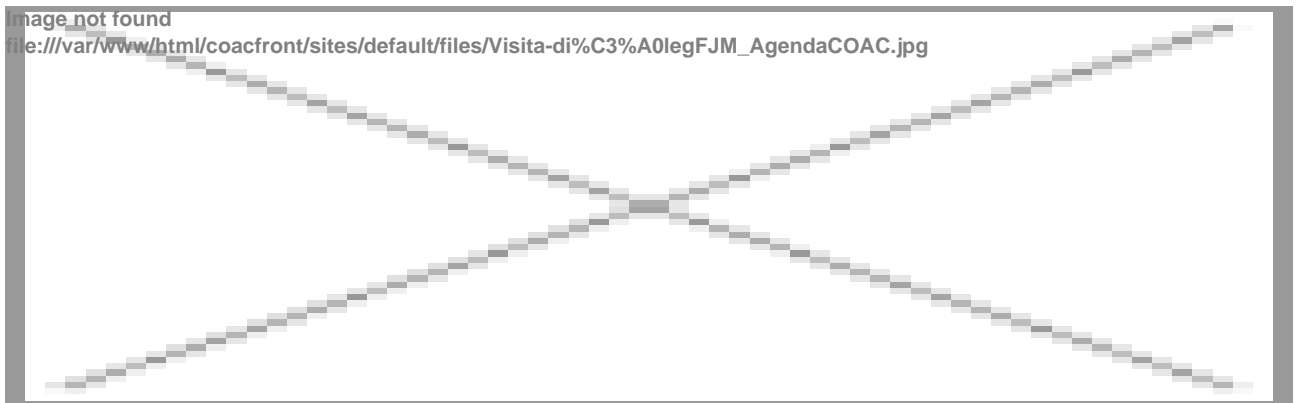 Image not found
file:///var/www/html/coacfront/sites/default/files/Visita-di%C3%A0legFJM_AgendaCOAC.jpg